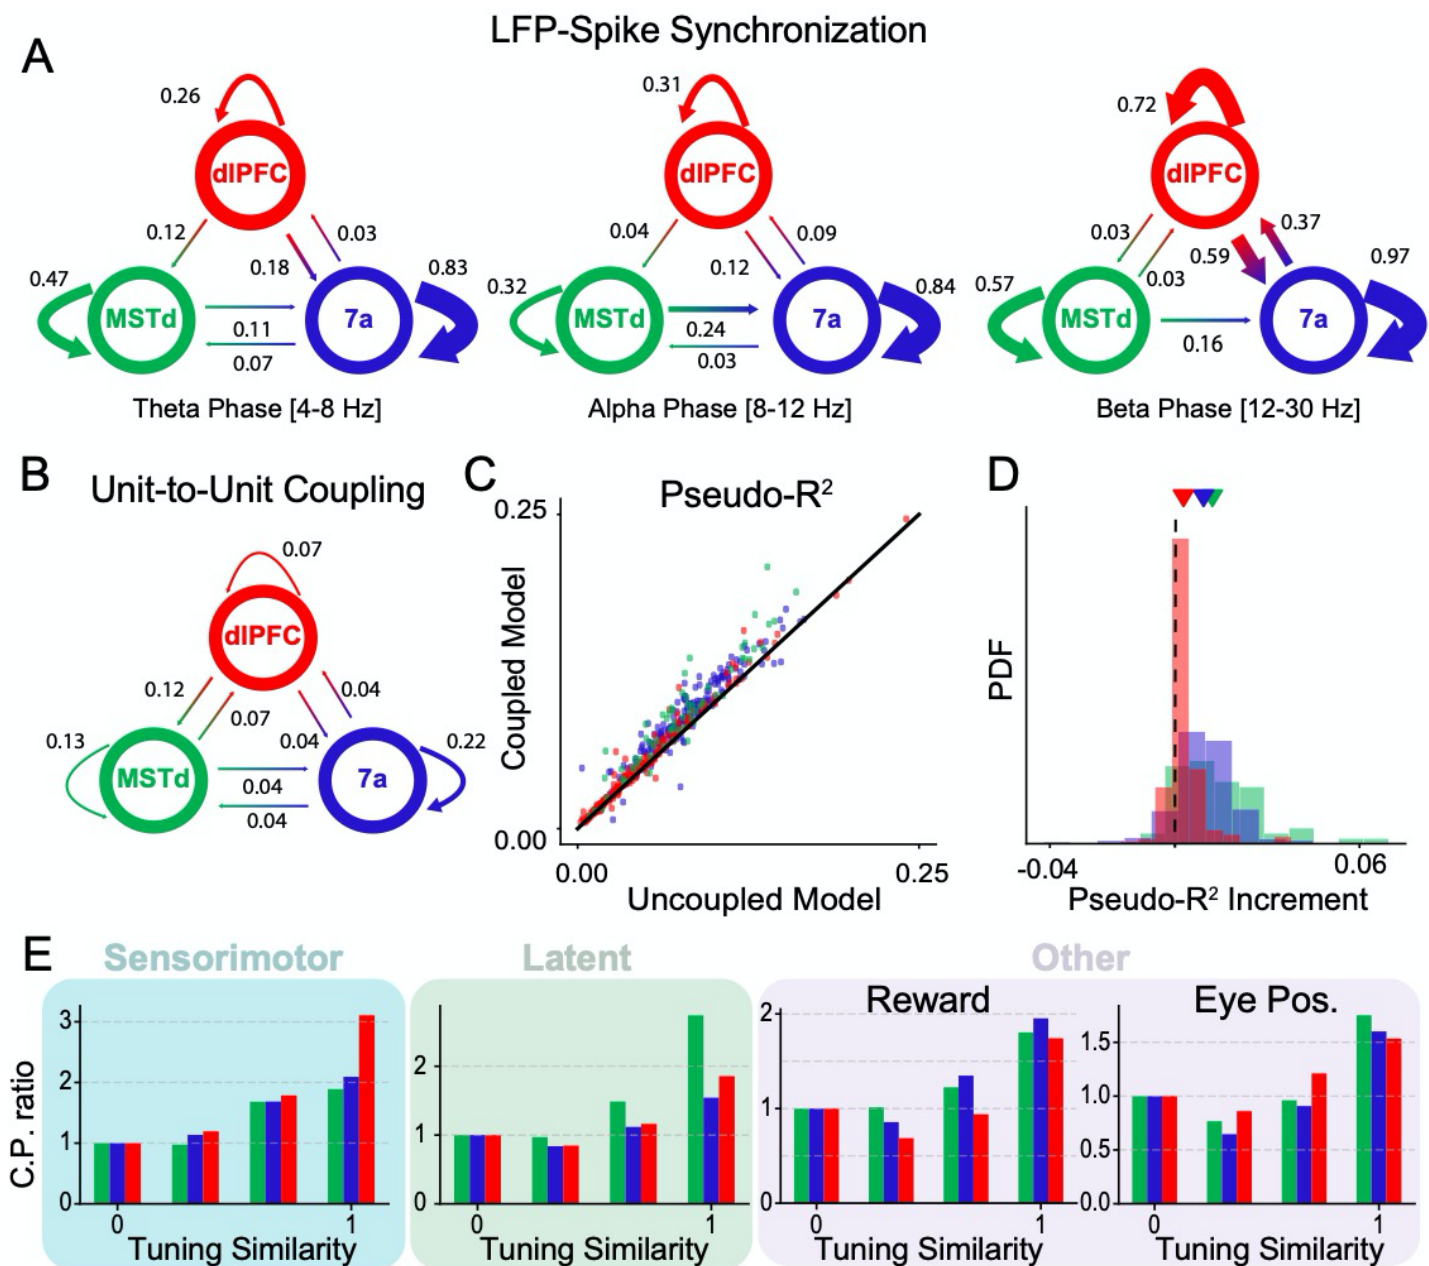 LFP-Spike Synchronization
A
0.26
dlPFC
0.12
0.03
0.18
0.47
0.83
MSTd
7a
0.11
0.07
Theta Phase [4-8 Hz]
0.31
dlPFC
0.04
0.09
0.12
0.32
0.84
MSTd
7a
0.24
0.03
Alpha Phase [8-12 Hz]
0.72
dlPFC
0.03
0.37
0.59
0.03
0.57
0.97
MSTd
7a
0.16
Beta Phase [12-30 Hz]
B
Unit-to-Unit Coupling
0.07
dlPFC
0.12
0.04
0.07
0.04
0.13
0.22
MSTd
7a
0.04
0.04
C
Pseudo-R²
0.25
Coupled Model
0.00
0.00
0.25
Uncoupled Model
D
PDF
-0.04
0.06
Pseudo-R² Increment
E
Sensorimotor
Latent
Other
Reward
Eye Pos.
C.P. ratio
3
2
1
0
0
1
Tuning Similarity
2
1
0
0
1
Tuning Similarity
2
1
0
0
1
Tuning Similarity
1.5
1.0
0.5
0.0
0
1
Tuning Similarity